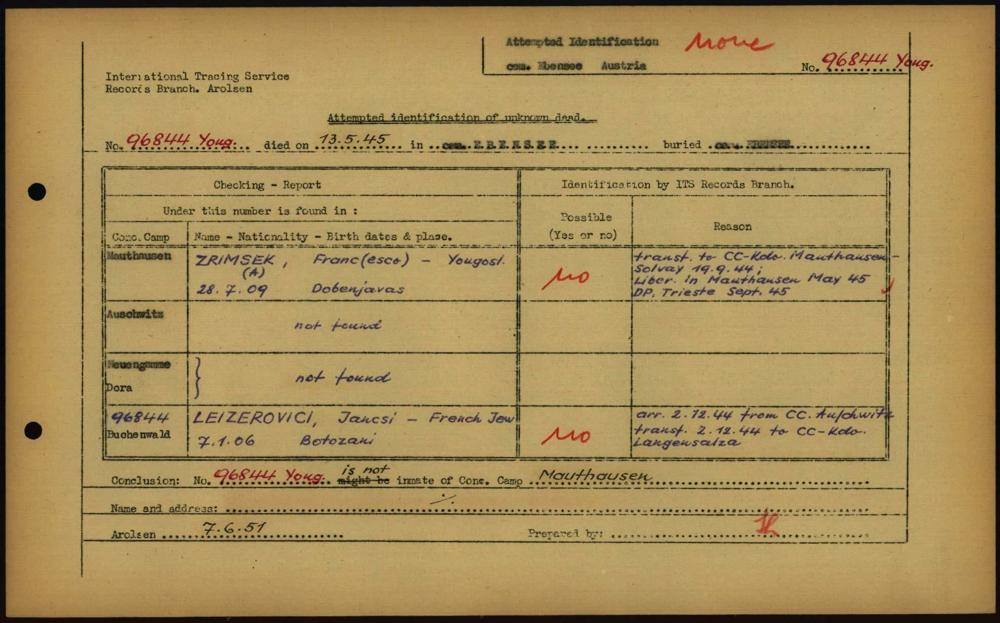 Attempted Identification None
cem. Ebensee Austria
No. 96844 Youg.
International Tracing Service
Records Branch. Arolsen
Attempted identification of unknown dead.
No. 96844 Youg. died on 13.5.45 in cem. EBENSEE buried cem. EBENSEE
Checking - Report
Identification by ITS Records Branch.
Under this number is found in :
Possible
(Yes or no)
Reason
Conc. Camp
Name - Nationality - Birth dates & place.
Mauthausen
ZRIMSEK, Franc(esco) - Yougosl.
(A)
28.7.09 Dobenjavas
No
transf. to CC-Kdo. Mauthausen-
Solvay 19.9.44;
Liber. in Mauthausen May 45
DP, Trieste Sept. 45
Auschwitz
not found
Neuengamme
Dora
} not found
96844
Buchenwald
LEIZEROVICI, Jancsi - French Jew
7.1.06 Botozani
No
arr. 2.12.44 from CC. Auschwitz
transf. 2.12.44 to CC-Kdo.
Langensalza
Conclusion: No. 96844 Youg. is not might be inmate of Conc. Camp Mauthausen
Name and address: ./.
Arolsen 7.6.51
Prepared by: